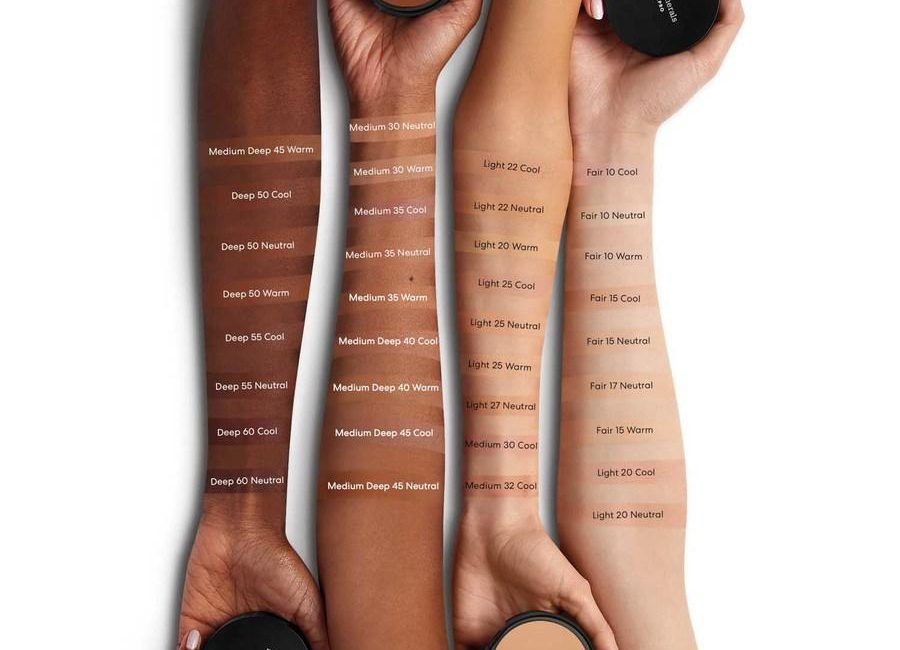 Medium Deep 45 Warm
Deep 50 Cool
Deep 50 Neutral
Deep 50 Warm
Deep 55 Cool
Deep 55 Neutral
Deep 60 Cool
Deep 60 Neutral
Medium 30 Neutral
Medium 30 Warm
Medium 35 Cool
Medium 35 Neutral
Medium 35 Warm
Medium Deep 40 Cool
Medium Deep 40 Warm
Medium Deep 45 Cool
Medium Deep 45 Neutral
Light 22 Cool
Light 22 Neutral
Light 20 Warm
Light 25 Cool
Light 25 Neutral
Light 25 Warm
Light 27 Neutral
Medium 30 Cool
Medium 32 Cool
Fair 10 Cool
Fair 10 Neutral
Fair 10 Warm
Fair 15 Cool
Fair 15 Neutral
Fair 17 Neutral
Fair 15 Warm
Light 20 Cool
Light 20 Neutral